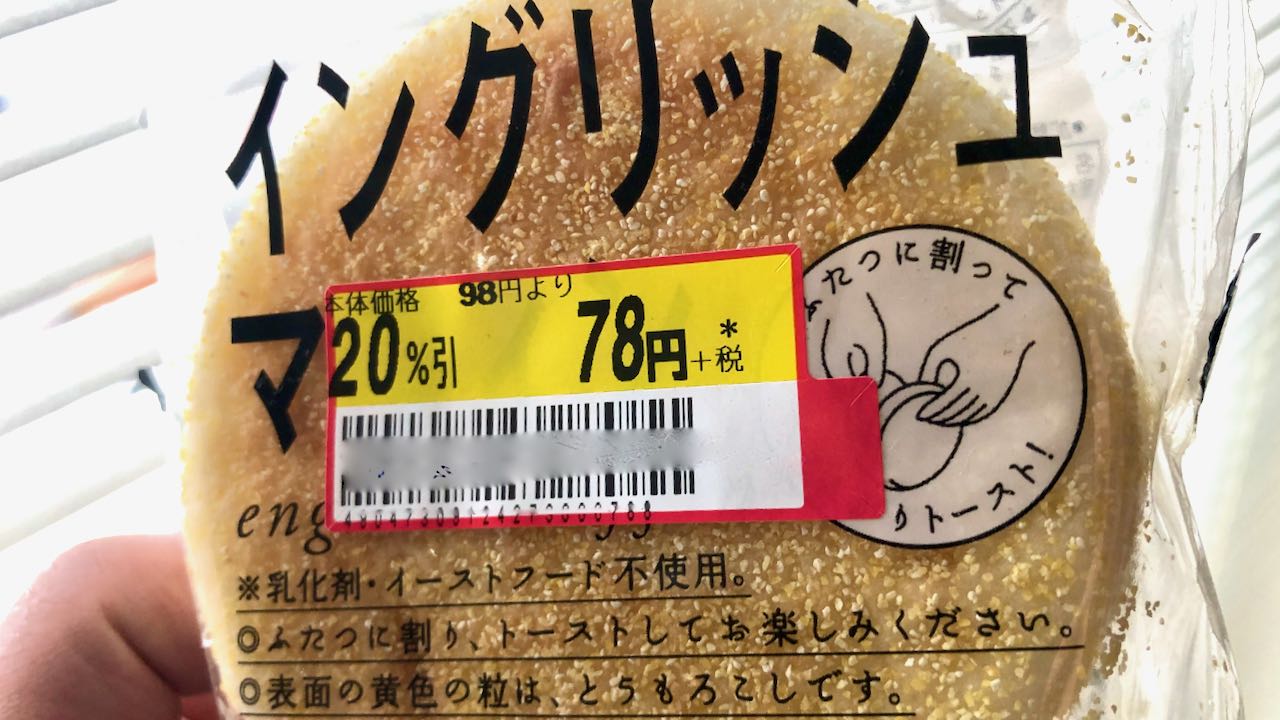 イングリッシュ
マ
本体価格 98円より
20%引 78円+税*
ふたつに割って
りトースト!
eng
※乳化剤・イーストフード不使用。
◎ふたつに割り、トーストしてお楽しみください。
◎表面の黄色の粒は、とうもろこしです。